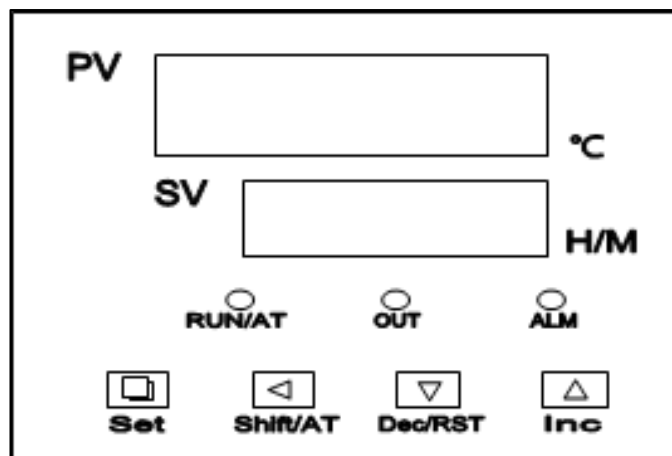 PV
°C
SV
H/M
RUN/AT OUT ALM
Set Shift/AT Dec/RST Inc